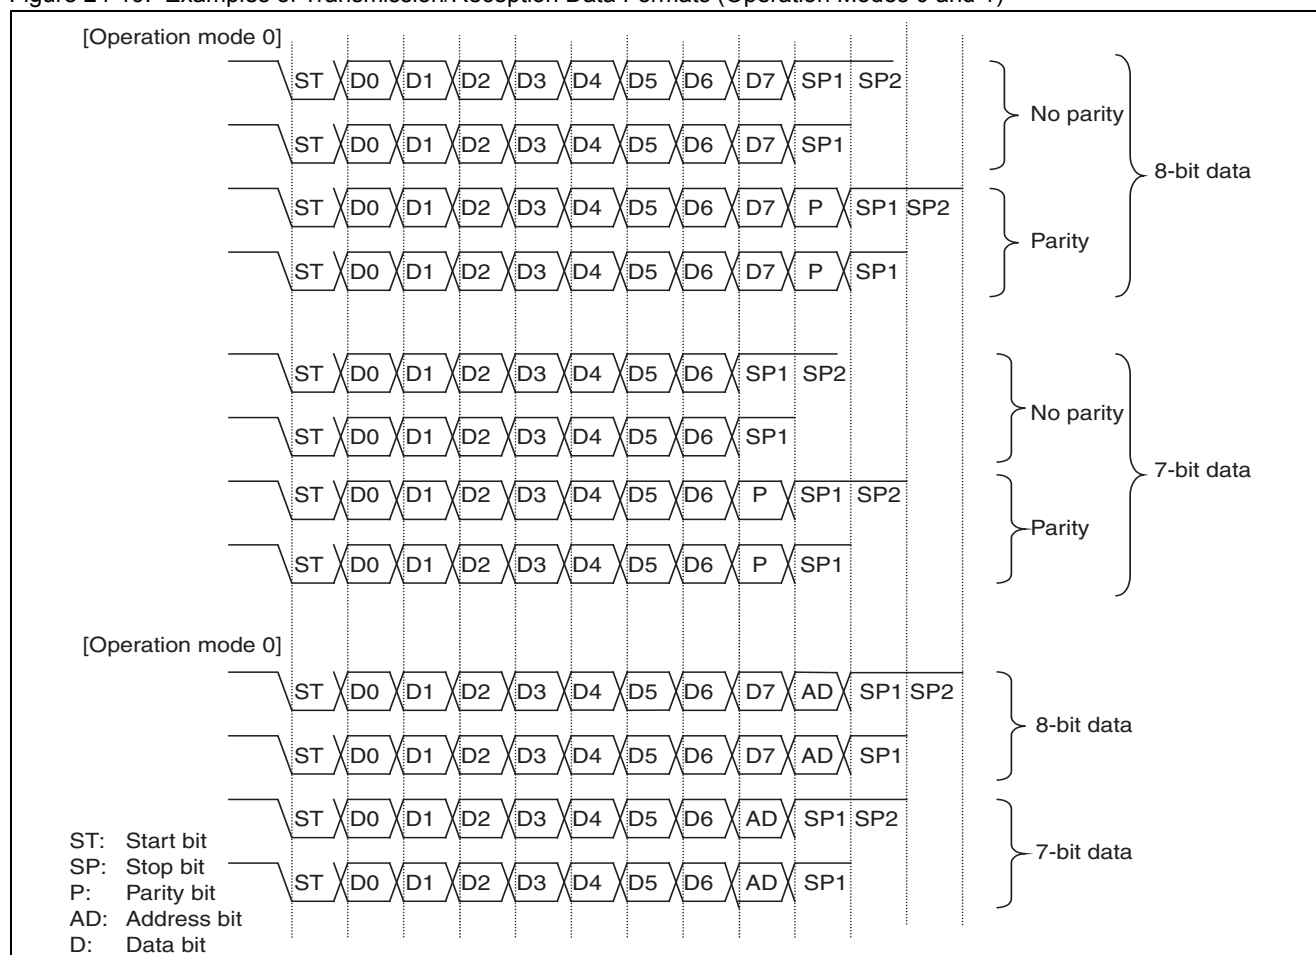 Figure 24-10. Examples of Transmission/Reception Data Formats (Operation Modes 0 and 1)
[Operation mode 0]
ST D0 D1 D2 D3 D4 D5 D6 D7 SP1 SP2
ST D0 D1 D2 D3 D4 D5 D6 D7 SP1
No parity
ST D0 D1 D2 D3 D4 D5 D6 D7 P SP1 SP2
ST D0 D1 D2 D3 D4 D5 D6 D7 P SP1
Parity
8-bit data
ST D0 D1 D2 D3 D4 D5 D6 SP1 SP2
ST D0 D1 D2 D3 D4 D5 D6 SP1
No parity
ST D0 D1 D2 D3 D4 D5 D6 P SP1 SP2
ST D0 D1 D2 D3 D4 D5 D6 P SP1
Parity
7-bit data
[Operation mode 0]
ST D0 D1 D2 D3 D4 D5 D6 D7 AD SP1 SP2
ST D0 D1 D2 D3 D4 D5 D6 D7 AD SP1
8-bit data
ST D0 D1 D2 D3 D4 D5 D6 AD SP1 SP2
ST D0 D1 D2 D3 D4 D5 D6 AD SP1
7-bit data
ST: Start bit
SP: Stop bit
P: Parity bit
AD: Address bit
D: Data bit